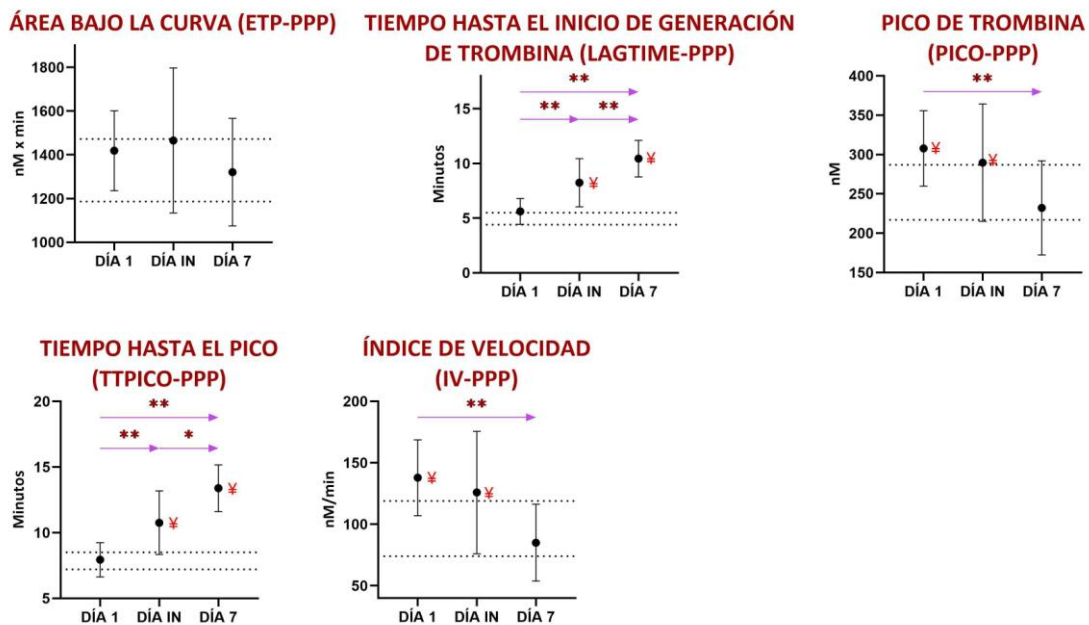 ÁREA BAJO LA CURVA (ETP-PPP)
nM x min
1800
1600
1400
1200
1000
DÍA 1 DÍA IN DÍA 7
TIEMPO HASTA EL INICIO DE GENERACIÓN
DE TROMBINA (LAGTIME-PPP)
Minutos
15
10
5
0
**
** **
¥
¥
DÍA 1 DÍA IN DÍA 7
PICO DE TROMBINA
(PICO-PPP)
nM
400
350
300
250
200
150
**
¥
¥
DÍA 1 DÍA IN DÍA 7
TIEMPO HASTA EL PICO
(TTPICO-PPP)
Minutos
20
15
10
5
**
** *
¥
¥
DÍA 1 DÍA IN DÍA 7
ÍNDICE DE VELOCIDAD
(IV-PPP)
nM/min
200
150
100
50
**
¥
¥
DÍA 1 DÍA IN DÍA 7